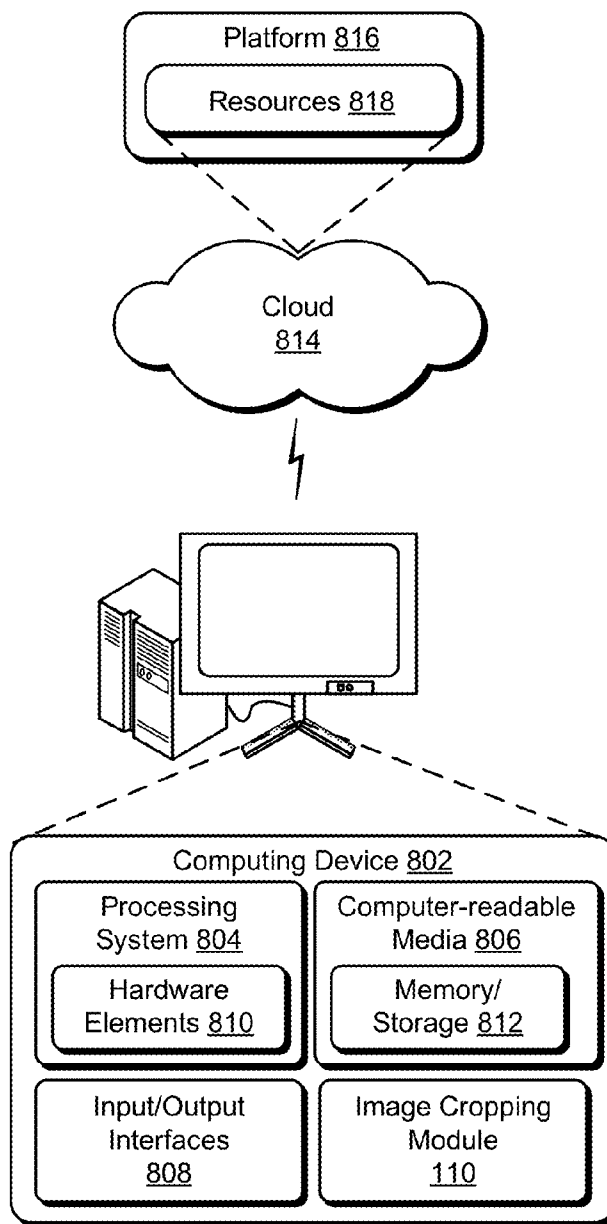 Platform 816
Resources 818
Cloud
814
Computing Device 802
Processing
System 804
Hardware
Elements 810
Computer-readable
Media 806
Memory/
Storage 812
Input/Output
Interfaces
808
Image Cropping
Module
110